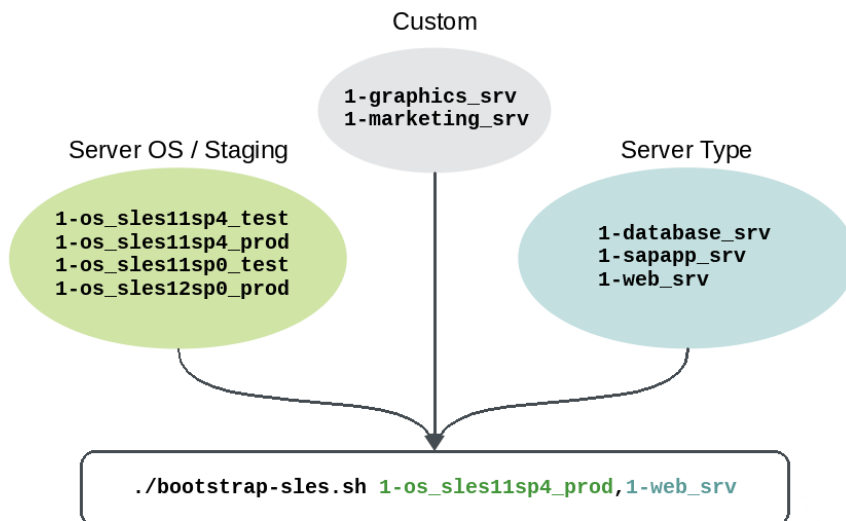 Custom
1-graphics_srv
1-marketing_srv
Server OS / Staging
1-os_sles11sp4_test
1-os_sles11sp4_prod
1-os_sles11sp0_test
1-os_sles12sp0_prod
Server Type
1-database_srv
1-sapapp_srv
1-web_srv
./bootstrap-sles.sh 1-os_sles11sp4_prod,1-web_srv